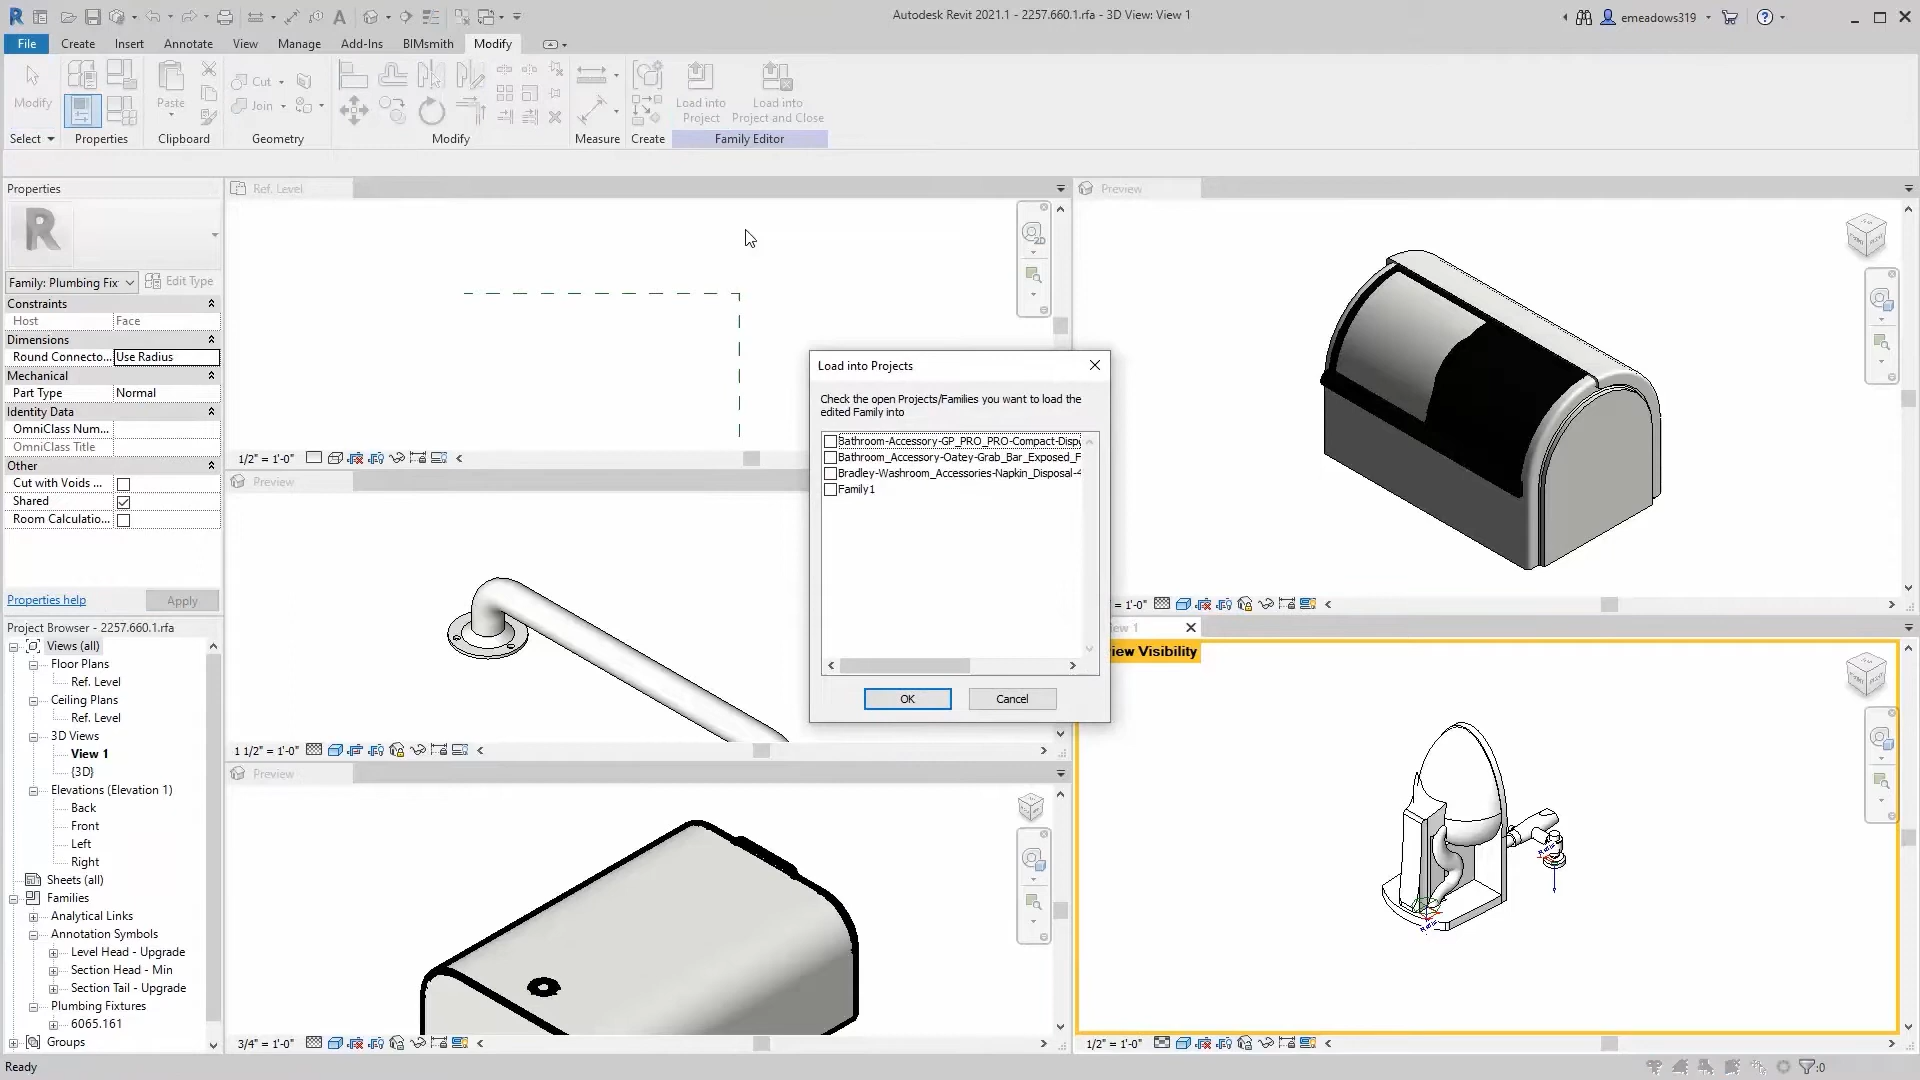 Autodesk Revit 2021.1 - 2257.660.1.rfa - 3D View: View 1
emeadows319
File Create Insert Annotate View Manage Add-Ins BIMsmith Modify
Modify
Paste
Cut
Join
Load into Project
Load into Project and Close
Select Properties Clipboard Geometry Modify Measure Create Family Editor
Properties
Ref. Level
Preview
R
2D
Family: Plumbing Fix
Edit Type
Constraints
Host Face
Dimensions
Round Connecto... Use Radius
Mechanical
Part Type Normal
Identity Data
OmniClass Num...
OmniClass Title
Other
Cut with Voids ...
Shared
Room Calculatio...
Properties help
Apply
1/2" = 1'-0"
Preview
Load into Projects
Check the open Projects/Families you want to load the
edited Family into
Bathroom-Accessory-GP_PRO_PRO-Compact-Dispe
Bathroom_Accessory-Oatey-Grab_Bar_Exposed_F
Bradley-Washroom_Accessories-Napkin_Disposal-4
Family1
OK
Cancel
= 1'-0"
iew 1
iew Visibility
Project Browser - 2257.660.1.rfa
Views (all)
Floor Plans
Ref. Level
Ceiling Plans
Ref. Level
3D Views
View 1
{3D}
Elevations (Elevation 1)
Back
Front
Left
Right
Sheets (all)
Families
Analytical Links
Annotation Symbols
Level Head - Upgrade
Section Head - Min
Section Tail - Upgrade
Plumbing Fixtures
6065.161
Groups
1 1/2" = 1'-0"
Preview
3/4" = 1'-0"
1/2" = 1'-0"
Ready
:0